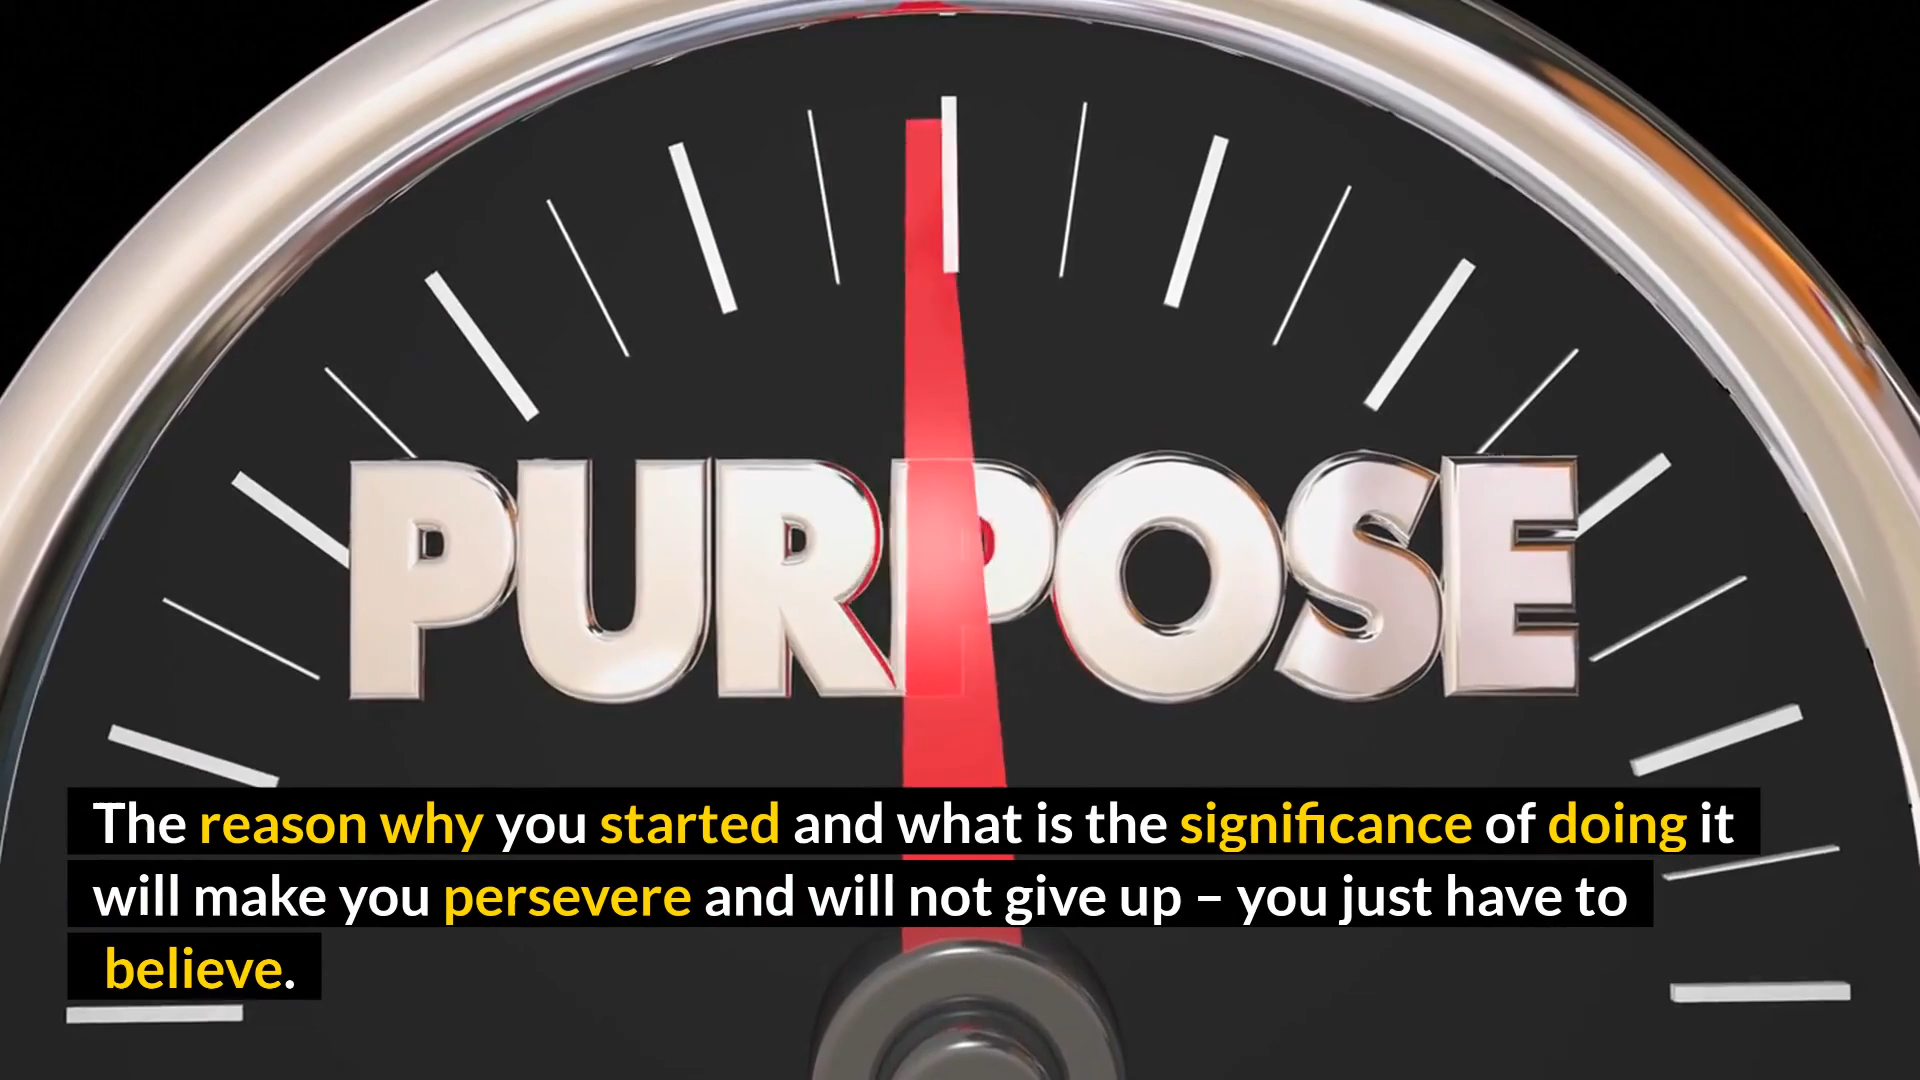 PURPOSE
The reason why you started and what is the significance of doing it
will make you persevere and will not give up – you just have to
believe.